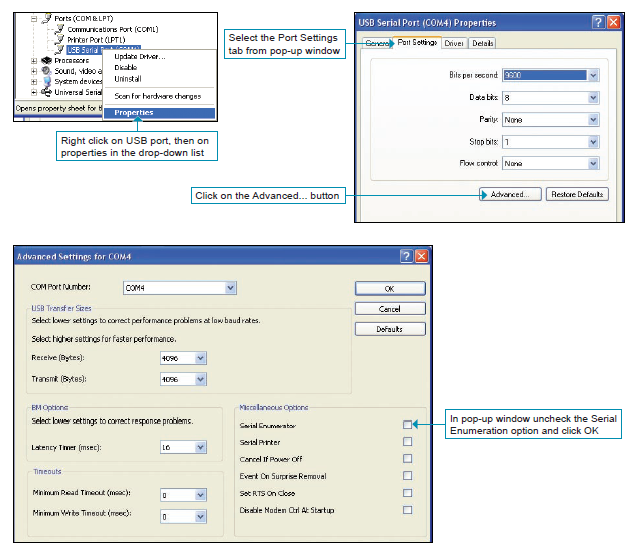 Ports (COM & LPT)
Communications Port (COM1)
Printer Port (LPT1)
USB Serial Port (COM4)
Processors
Sound, video a
System devices
Universal Serial
Opens property sheet for th
Update Driver...
Disable
Uninstall
Scan for hardware changes
Properties
Right click on USB port, then on
properties in the drop-down list
Select the Port Settings
tab from pop-up window
USB Serial Port (COM4) Properties
General Port Settings Driver Details
Bits per second: 9600
Data bits: 8
Parity: None
Stop bits: 1
Flow control: None
Advanced... Restore Defaults
Click on the Advanced... button
Advanced Settings for COM4
COM Port Number: COM4
OK
Cancel
Defaults
USB Transfer Sizes
Select lower settings to correct performance problems at low baud rates.
Select higher settings for faster performance.
Receive (Bytes): 4096
Transmit (Bytes): 4096
BM Options
Select lower settings to correct response problems.
Latency Timer (msec): 16
Timeouts
Minimum Read Timeout (msec): 0
Minimum Write Timeout (msec): 0
Miscellaneous Options
Serial Enumerator
Serial Printer
Cancel If Power Off
Event On Surprise Removal
Set RTS On Close
Disable Modem Ctrl At Startup
In pop-up window uncheck the Serial
Enumeration option and click OK